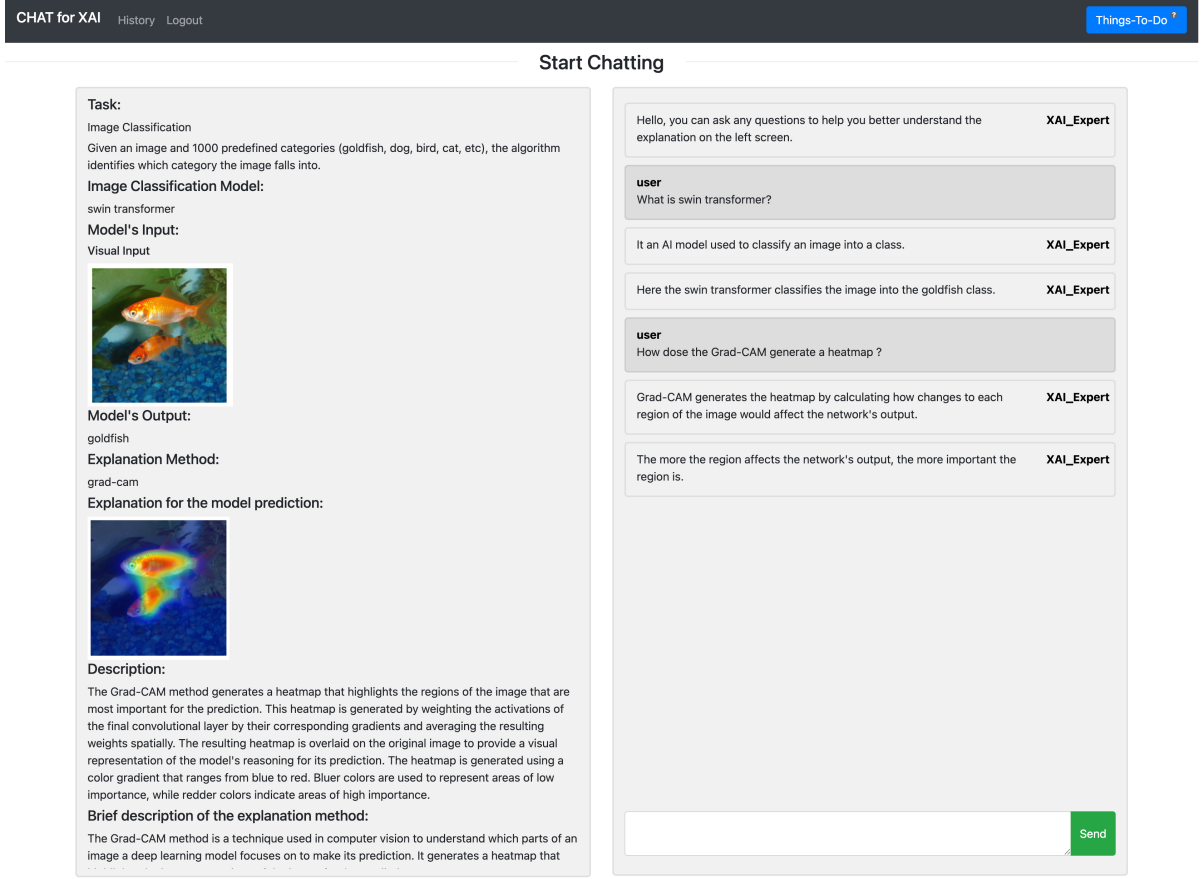 CHAT for XAI History Logout Things-To-Do ?
Start Chatting
Task:
Image Classification
Given an image and 1000 predefined categories (goldfish, dog, bird, cat, etc), the algorithm
identifies which category the image falls into.
Image Classification Model:
swin transformer
Model's Input:
Visual Input
Model's Output:
goldfish
Explanation Method:
grad-cam
Explanation for the model prediction:
Description:
The Grad-CAM method generates a heatmap that highlights the regions of the image that are
most important for the prediction. This heatmap is generated by weighting the activations of
the final convolutional layer by their corresponding gradients and averaging the resulting
weights spatially. The resulting heatmap is overlaid on the original image to provide a visual
representation of the model's reasoning for its prediction. The heatmap is generated using a
color gradient that ranges from blue to red. Bluer colors are used to represent areas of low
importance, while redder colors indicate areas of high importance.
Brief description of the explanation method:
The Grad-CAM method is a technique used in computer vision to understand which parts of an
image a deep learning model focuses on to make its prediction. It generates a heatmap that
Hello, you can ask any questions to help you better understand the XAI_Expert
explanation on the left screen.
user
What is swin transformer?
It an AI model used to classify an image into a class. XAI_Expert
Here the swin transformer classifies the image into the goldfish class. XAI_Expert
user
How dose the Grad-CAM generate a heatmap ?
Grad-CAM generates the heatmap by calculating how changes to each XAI_Expert
region of the image would affect the network's output.
The more the region affects the network's output, the more important the XAI_Expert
region is.
Send